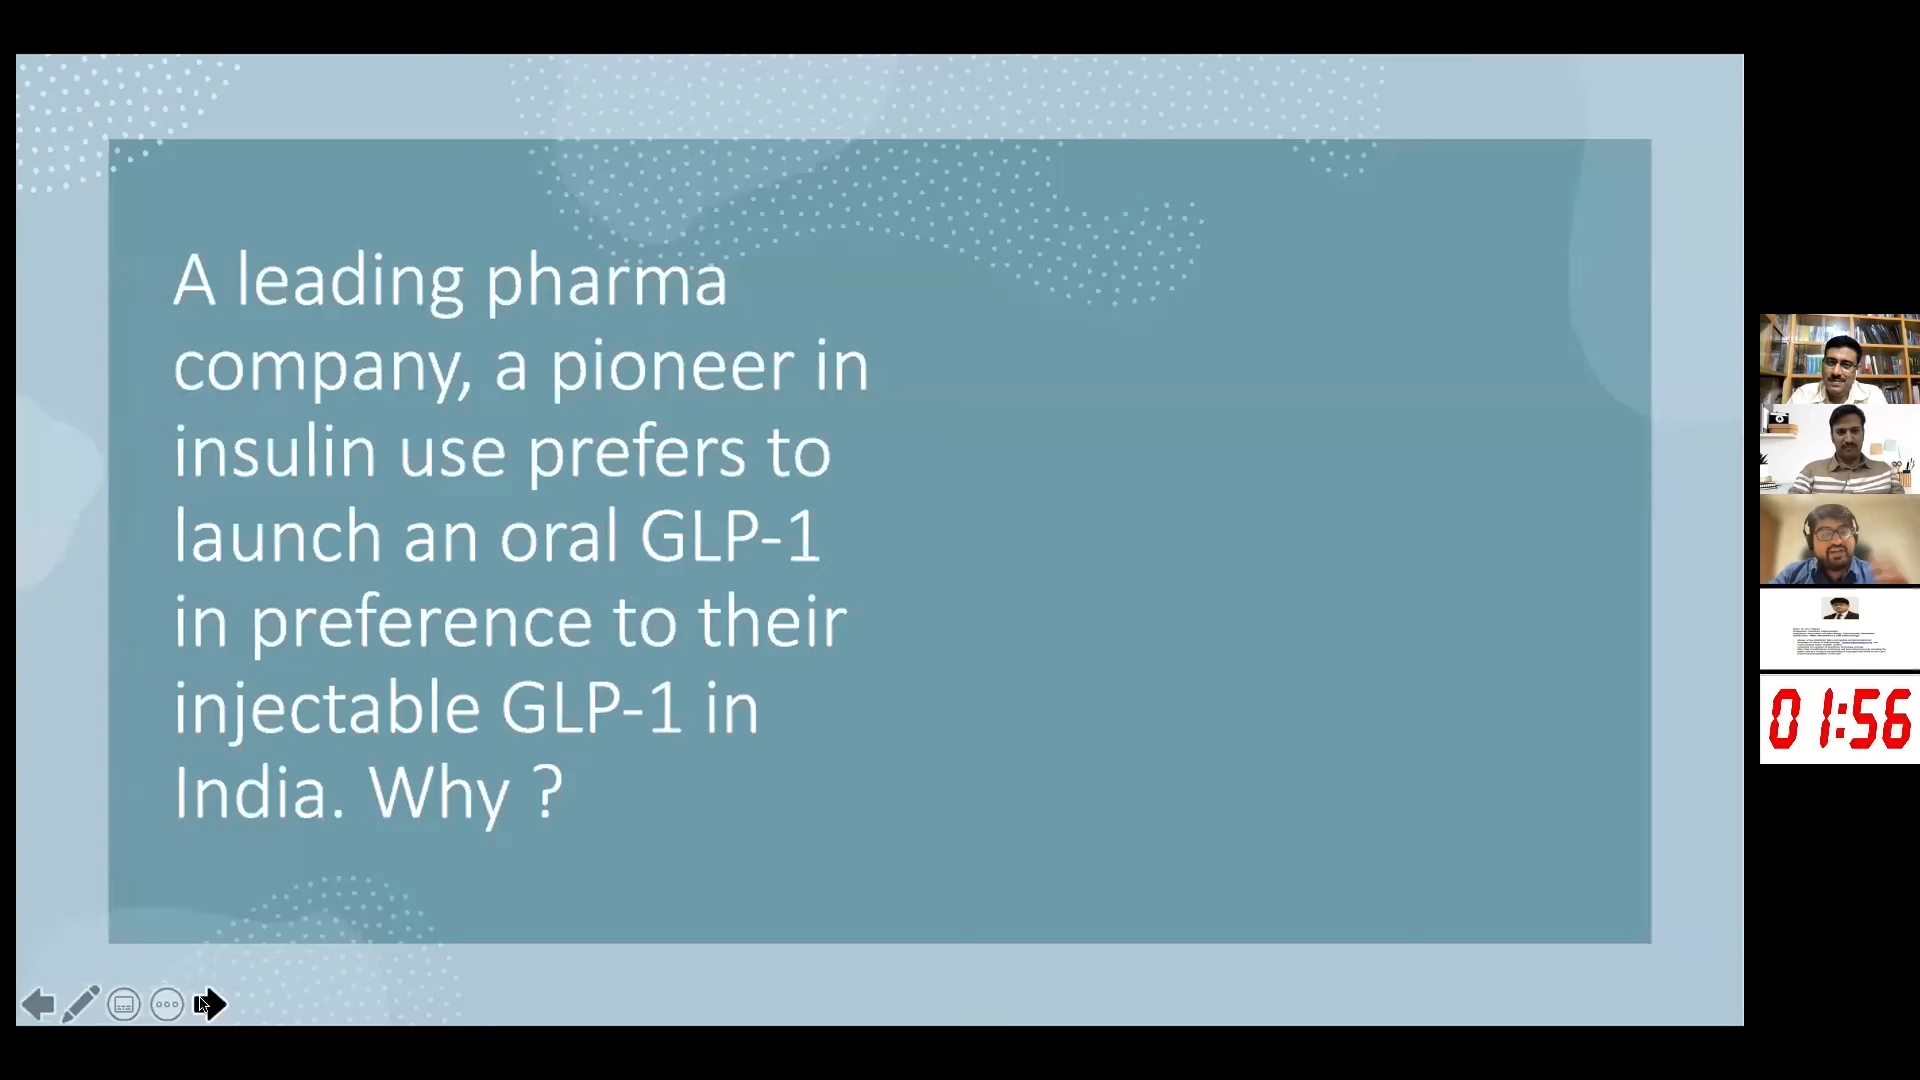 A leading pharma
company, a pioneer in
insulin use prefers to
launch an oral GLP-1
in preference to their
injectable GLP-1 in
India. Why ?
01:56